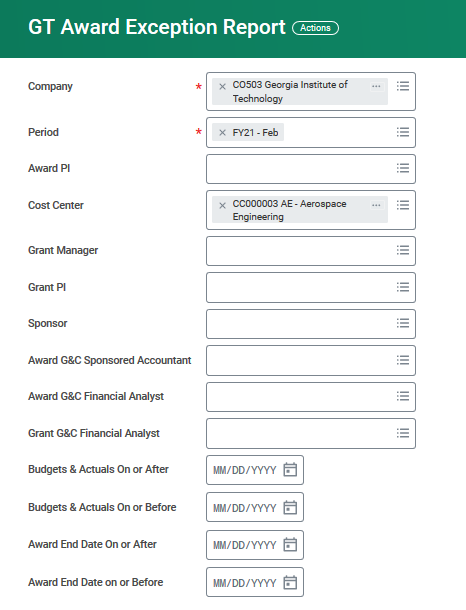 GT Award Exception Report Actions
Company * × CO503 Georgia Institute of
Technology
Period * × FY21 - Feb
Award PI
Cost Center × CC000003 AE - Aerospace
Engineering
Grant Manager
Grant PI
Sponsor
Award G&C Sponsored Accountant
Award G&C Financial Analyst
Grant G&C Financial Analyst
Budgets & Actuals On or After MM/DD/YYYY
Budgets & Actuals On or Before MM/DD/YYYY
Award End Date On or After MM/DD/YYYY
Award End Date on or Before MM/DD/YYYY